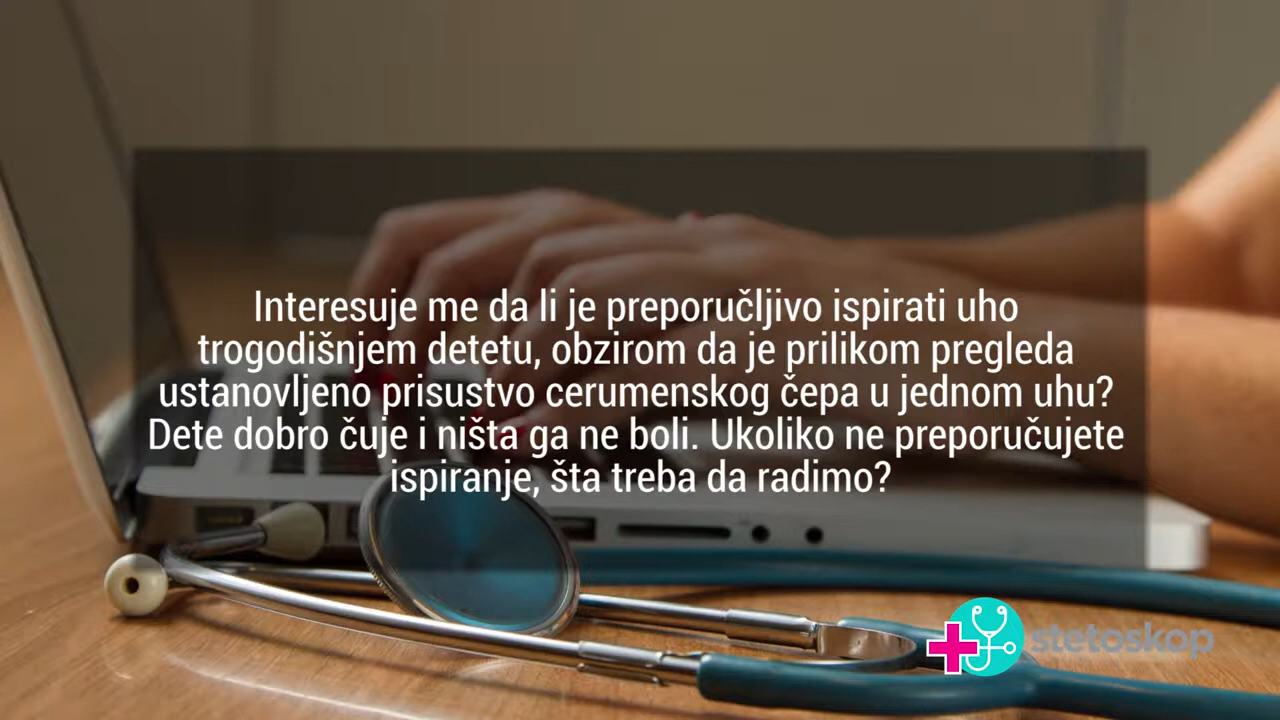 Interesuje me da li je preporučljivo ispirati uho
trogodišnjem detetu, obzirom da je prilikom pregleda
ustanovljeno prisustvo cerumenskog čepa u jednom uhu?
Dete dobro čuje i ništa ga ne boli. Ukoliko ne preporučujete
ispiranje, šta treba da radimo?
stetoskop